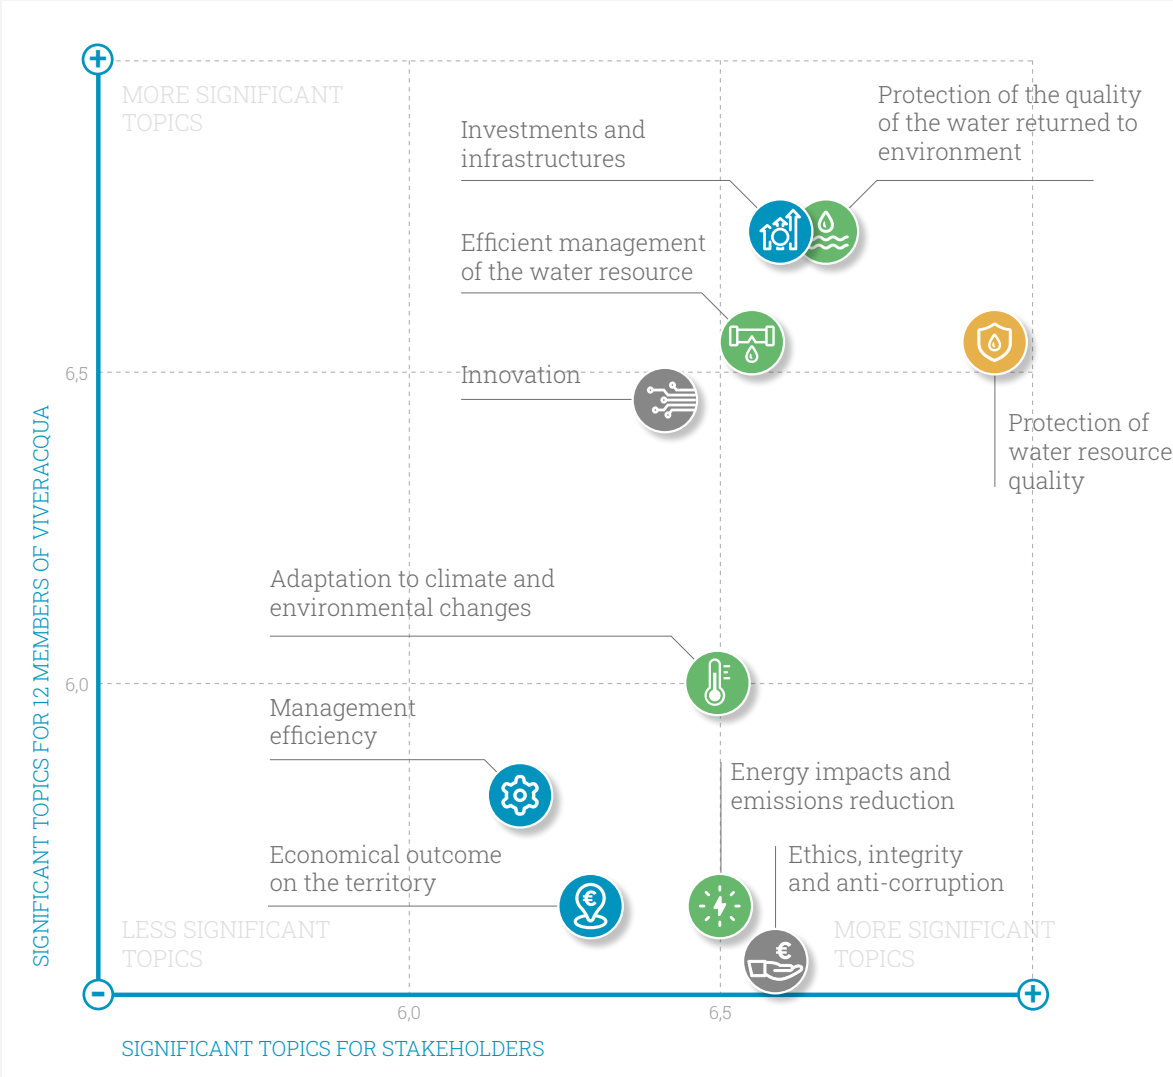 MORE SIGNIFICANT
TOPICS
Protection of the quality
of the water returned to
environment
Investments and
infrastructures
Efficient management
of the water resource
6,5
Innovation
Protection of
water resource
quality
SIGNIFICANT TOPICS FOR 12 MEMBERS OF VIVERACQUA
Adaptation to climate and
environmental changes
6,0
Management
efficiency
Energy impacts and
emissions reduction
Economical outcome
on the territory
Ethics, integrity
and anti-corruption
€
LESS SIGNIFICANT
TOPICS
€
MORE SIGNIFICANT
TOPICS
6,0
6,5
SIGNIFICANT TOPICS FOR STAKEHOLDERS